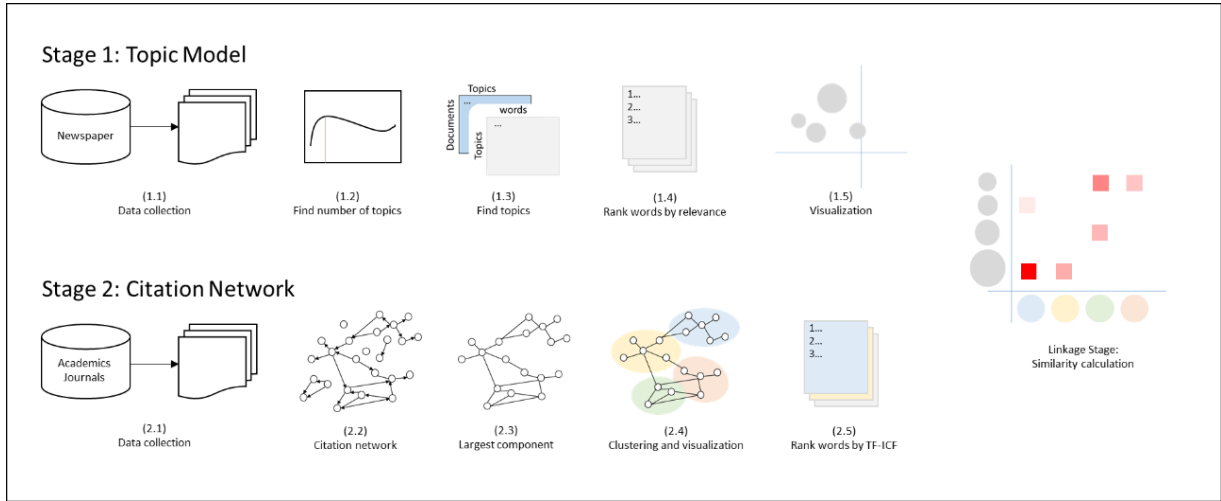 Stage 1: Topic Model
Newspaper
(1.1)
Data collection
(1.2)
Find number of topics
Topics
...
words
Documents
Topics
...
(1.3)
Find topics
1...
2...
3...
(1.4)
Rank words by relevance
(1.5)
Visualization
Stage 2: Citation Network
Academics
Journals
(2.1)
Data collection
(2.2)
Citation network
(2.3)
Largest component
(2.4)
Clustering and visualization
1...
2...
3...
(2.5)
Rank words by TF-ICF
Linkage Stage:
Similarity calculation